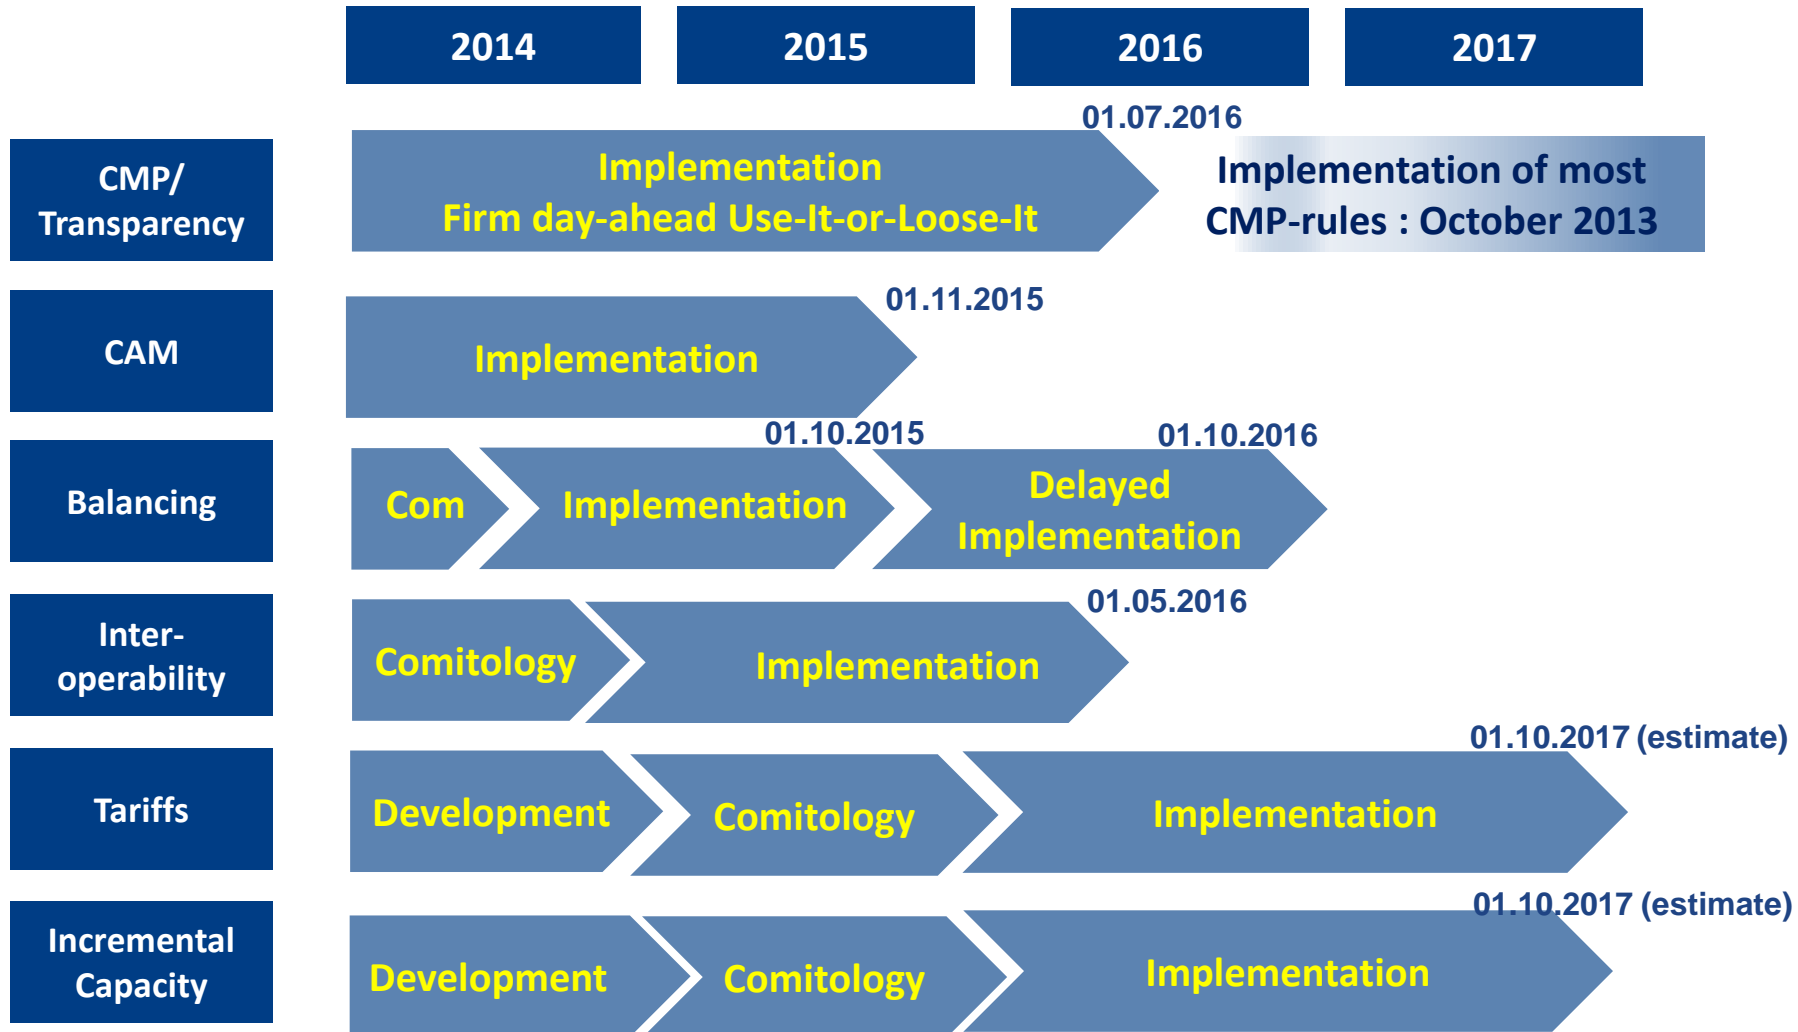 2014
2015
2016
2017
CMP/
Transparency
Implementation
Firm day-ahead Use-It-or-Loose-It
01.07.2016
Implementation of most
CMP-rules : October 2013
CAM
Implementation
01.11.2015
Balancing
Com
Implementation
01.10.2015
Delayed
Implementation
01.10.2016
Inter-
operability
Comitology
Implementation
01.05.2016
Tariffs
Development
Comitology
Implementation
01.10.2017 (estimate)
Incremental
Capacity
Development
Comitology
Implementation
01.10.2017 (estimate)